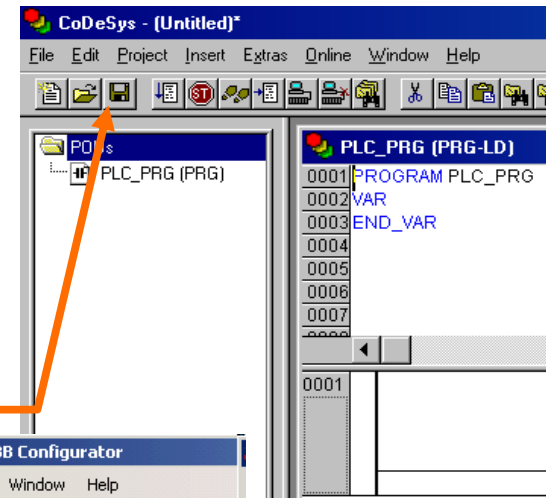 CoDeSys - (Untitled)*
File Edit Project Insert Extras Online Window Help
STOP
PLC_PRG (PRG)
PLC_PRG (PRG-LD)
0001 PROGRAM PLC_PRG
0002 VAR
0003 END_VAR
0004
0005
0006
0007
0001
Configurator
Window Help